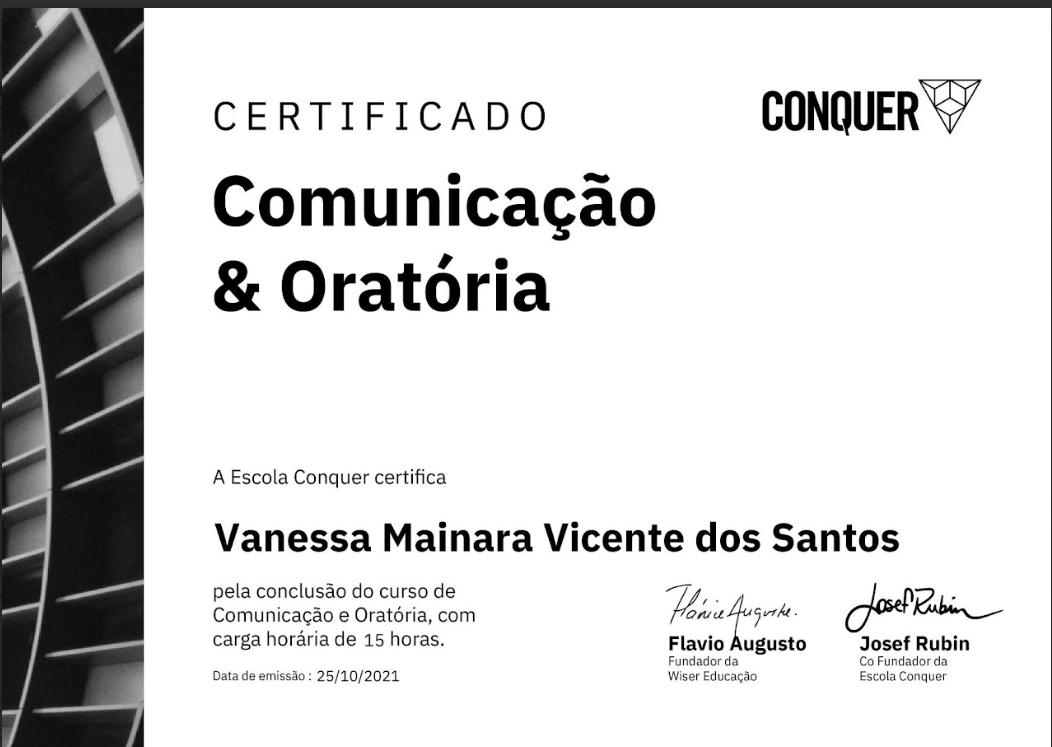 CERTIFICADO
CONQUER
Comunicação
& Oratória
A Escola Conquer certifica
Vanessa Mainara Vicente dos Santos
pela conclusão do curso de
Comunicação e Oratória, com
carga horária de 15 horas.
Data de emissão : 25/10/2021
Flávio Augusto.
Flavio Augusto
Fundador da
Wiser Educação
Josef Rubin
Josef Rubin
Co Fundador da
Escola Conquer